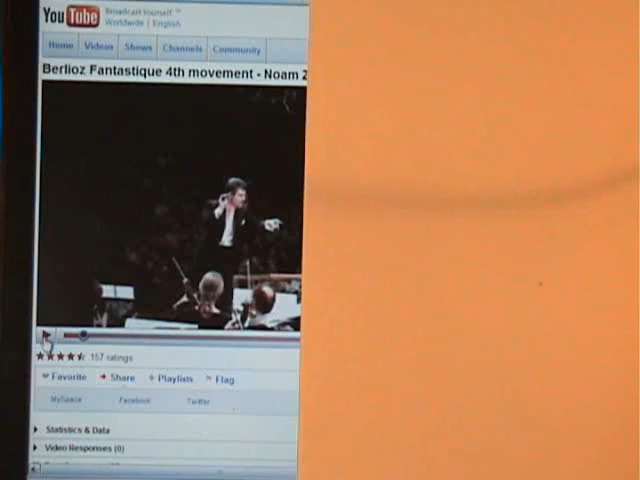 YouTube Broadcast Yourself ™
Worldwide | English
Home Videos Shows Channels Community
Berlioz Fantastique 4th movement - Noam Z
157 ratings
Favorite Share Playlists Flag
MySpace Facebook Twitter
Statistics & Data
Video Responses (0)